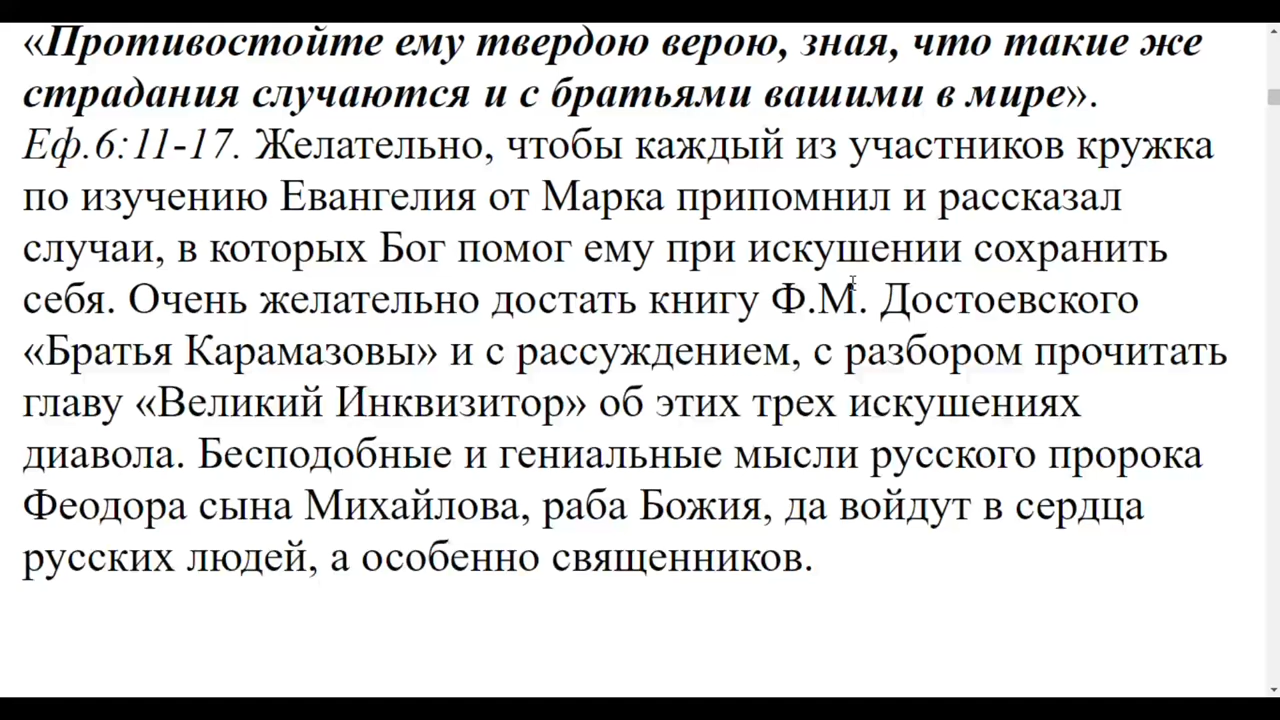 «Противостойте ему твердою верою, зная, что такие же
страдания случаются и с братьями вашими в мире».
Еф.6:11-17. Желательно, чтобы каждый из участников кружка
по изучению Евангелия от Марка припомнил и рассказал
случаи, в которых Бог помог ему при искушении сохранить
себя. Очень желательно достать книгу Ф.М. Достоевского
«Братья Карамазовы» и с рассуждением, с разбором прочитать
главу «Великий Инквизитор» об этих трех искушениях
диавола. Бесподобные и гениальные мысли русского пророка
Феодора сына Михайлова, раба Божия, да войдут в сердца
русских людей, а особенно священников.